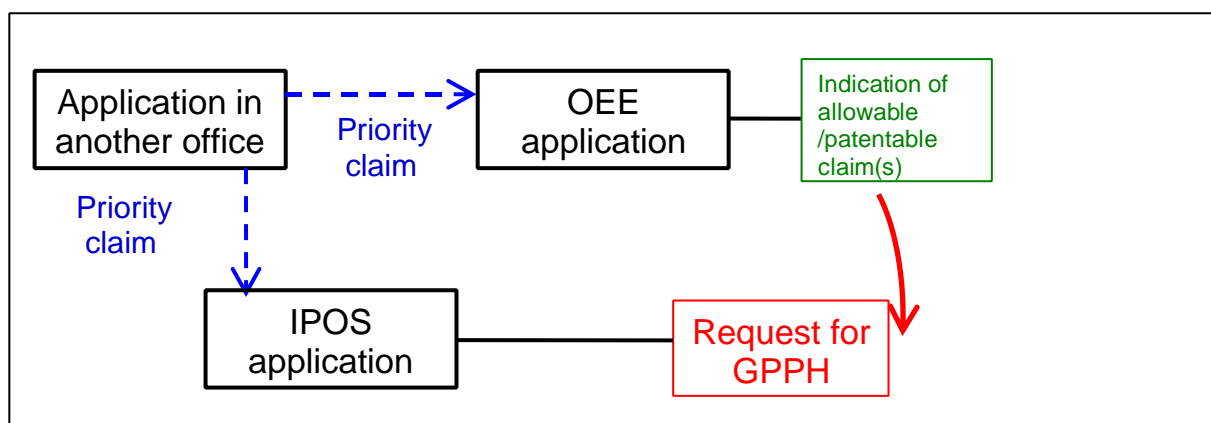 Application in
another office
Priority
claim
OEE
application
Indication of
allowable
/patentable
claim(s)
Priority
claim
IPOS
application
Request for
GPPH